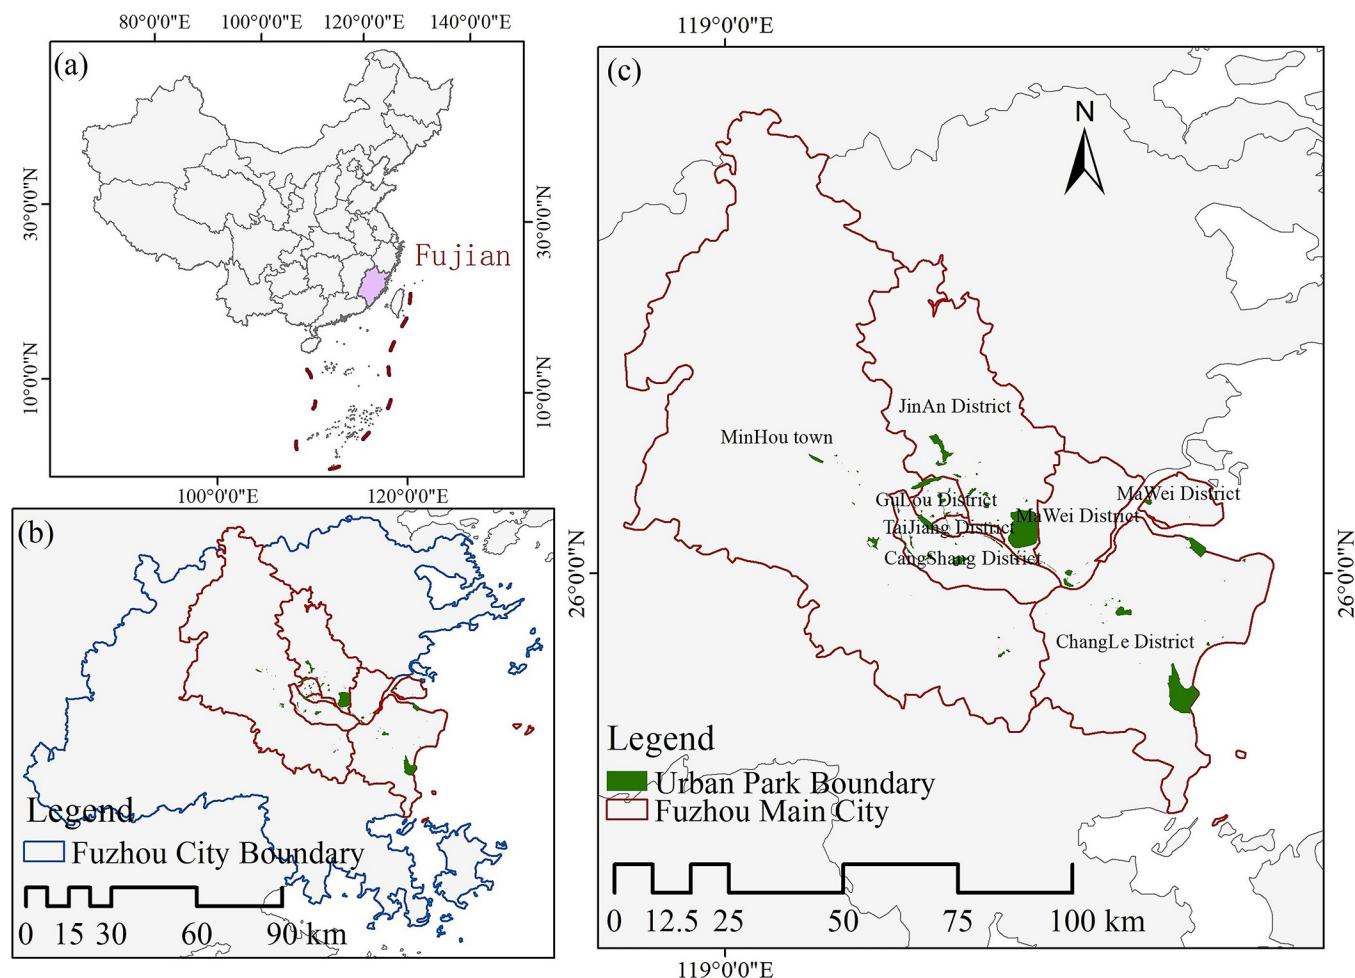 80°0'0"E 100°0'0"E 120°0'0"E 140°0'0"E
(a)
30°0'0"N
30°0'0"N
Fujian
10°0'0"N
10°0'0"N
100°0'0"E 120°0'0"E
(b)
Legend
Fuzhou City Boundary
0 15 30 60 90 km
119°0'0"E
(c)
N
JinAn District
MinHou town
MaWei District
GuLou District
MaWei District
TaiJiang District
CangShang District
26°0'0"N
26°0'0"N
ChangLe District
Legend
Urban Park Boundary
Fuzhou Main City
0 12.5 25 50 75 100 km
119°0'0"E